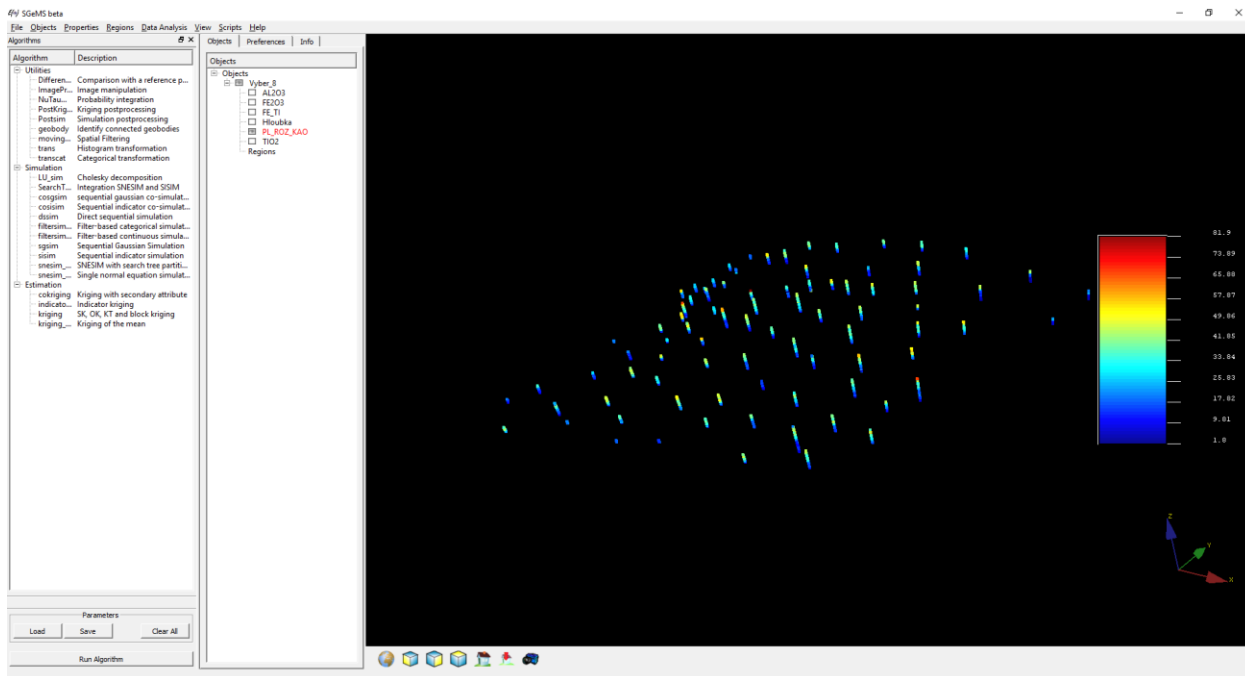 SGeMS beta
File Objects Properties Regions Data Analysis View Scripts Help
Algorithms
Algorithm Description
Utilities
Differen... Comparison with a reference p...
ImagePr... Image manipulation
NuTau... Probability integration
PostKrig... Kriging postprocessing
Postsim Simulation postprocessing
geobody Identify connected geobodies
moving... Spatial Filtering
trans Histogram transformation
transcat Categorical transformation
Simulation
LU_sim Cholesky decomposition
SearchT... Integration SNESIM and SISIM
cosgsim sequential gaussian co-simulat...
cosisim Sequential indicator co-simulat...
dssim Direct sequential simulation
filtersim... Filter-based categorical simulat...
filtersim... Filter-based continuous simula...
sgsim Sequential Gaussian Simulation
sisim Sequential indicator simulation
snesim_... SNESIM with search tree partiti...
snesim_... Single normal equation simulat...
Estimation
cokriging Kriging with secondary attribute
indicato... Indicator kriging
kriging SK, OK, KT and block kriging
kriging_... Kriging of the mean
Parameters
Load Save Clear All
Run Algorithm
Objects Preferences Info
Objects
Objects
Vyber_8
AL2O3
FE2O3
FE_TI
Hloubka
PL_ROZ_KAO
TIO2
Regions
81.9
73.89
65.88
57.87
49.86
41.85
33.84
25.83
17.82
9.81
1.8
Z
Y
X